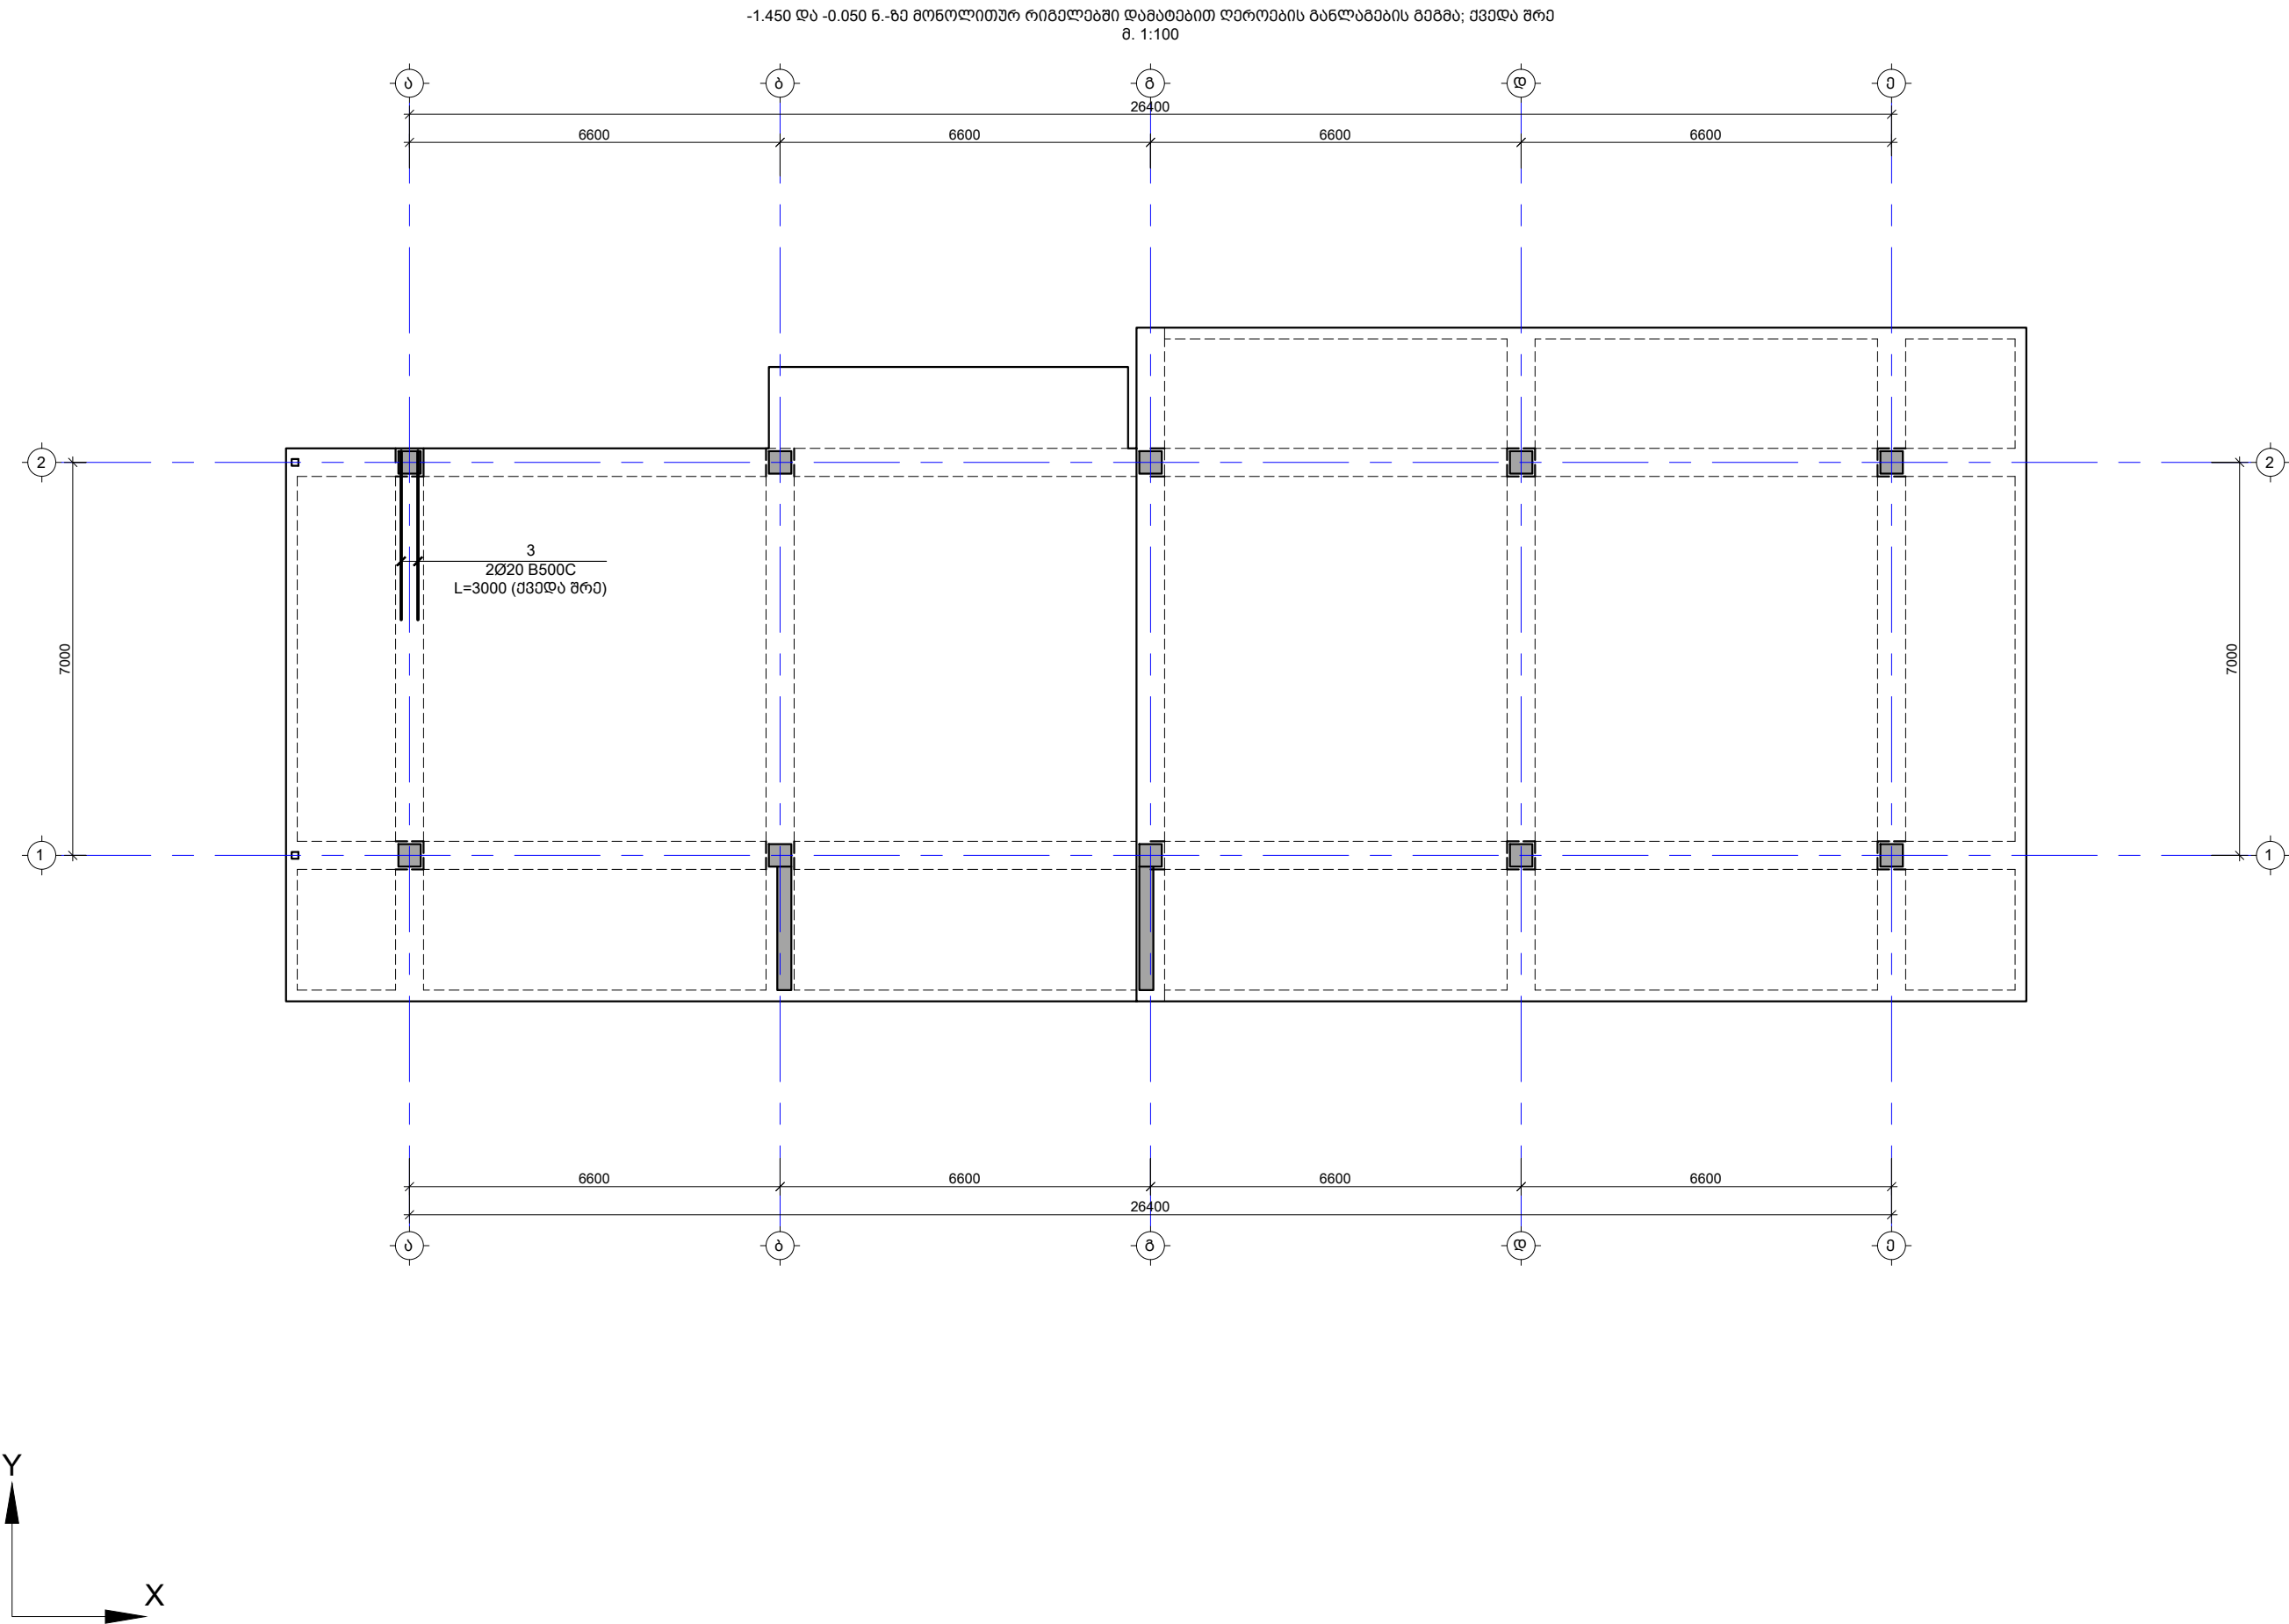 -1.450 და -0.050 ნ.-ზე მონოლითურ რიგელებში დამატებით ღეროების განლაგების გეგმა; ქვედა შრე
მ. 1:100
ა ბ გ დ ე
26400
6600 6600 6600 6600
2 2
3
2Ø20 B500C
L=3000 (ქვედა შრე)
7000 7000
1 1
6600 6600 6600 6600
26400
ა ბ გ დ ე
Y
X